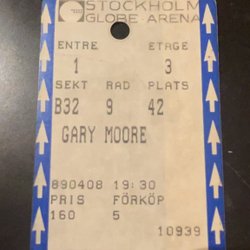 STOCKHOLM
GLOBE ARENA
ENTRE ETAGE
1 3
SEKT RAD PLATS
B32 9 42
GARY MOORE
890408 19:30
PRIS FÖRKÖP
160 5
10939